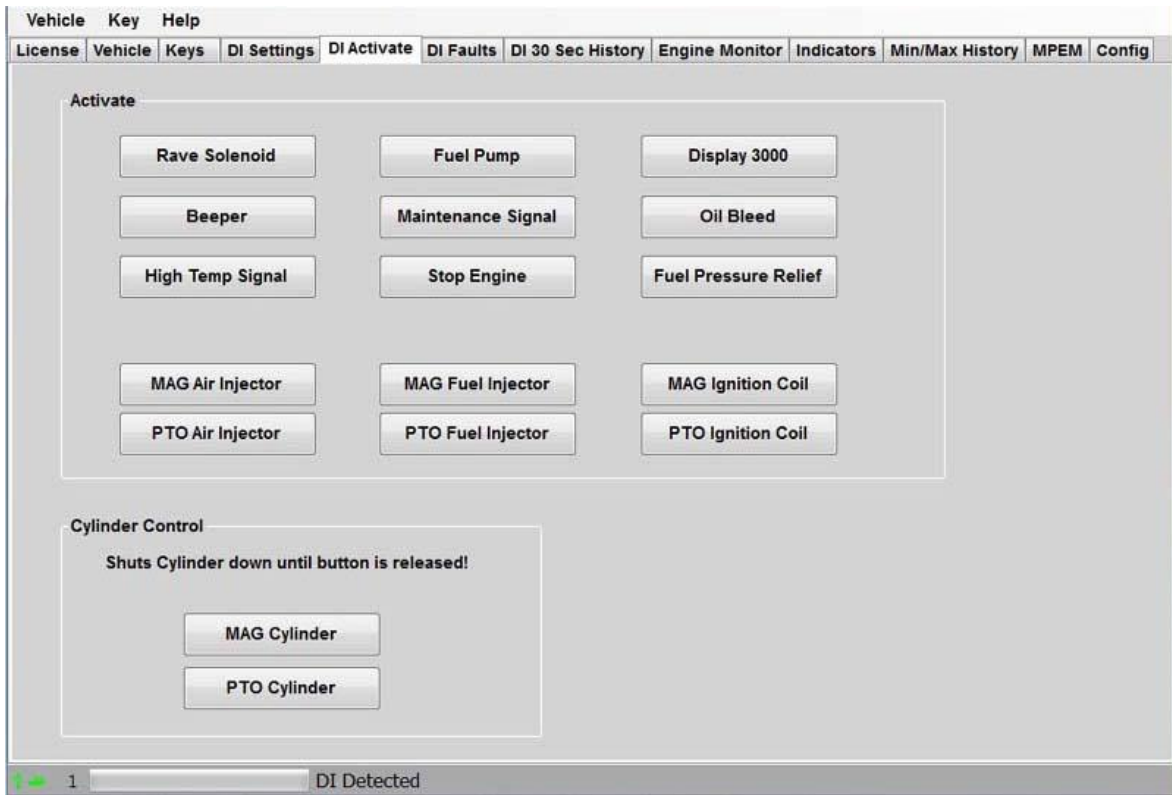 Vehicle Key Help
License Vehicle Keys DI Settings DI Activate DI Faults DI 30 Sec History Engine Monitor Indicators Min/Max History MPEM Config
Activate
Rave Solenoid Fuel Pump Display 3000
Beeper Maintenance Signal Oil Bleed
High Temp Signal Stop Engine Fuel Pressure Relief
MAG Air Injector MAG Fuel Injector MAG Ignition Coil
PTO Air Injector PTO Fuel Injector PTO Ignition Coil
Cylinder Control
Shuts Cylinder down until button is released!
MAG Cylinder
PTO Cylinder
1 DI Detected